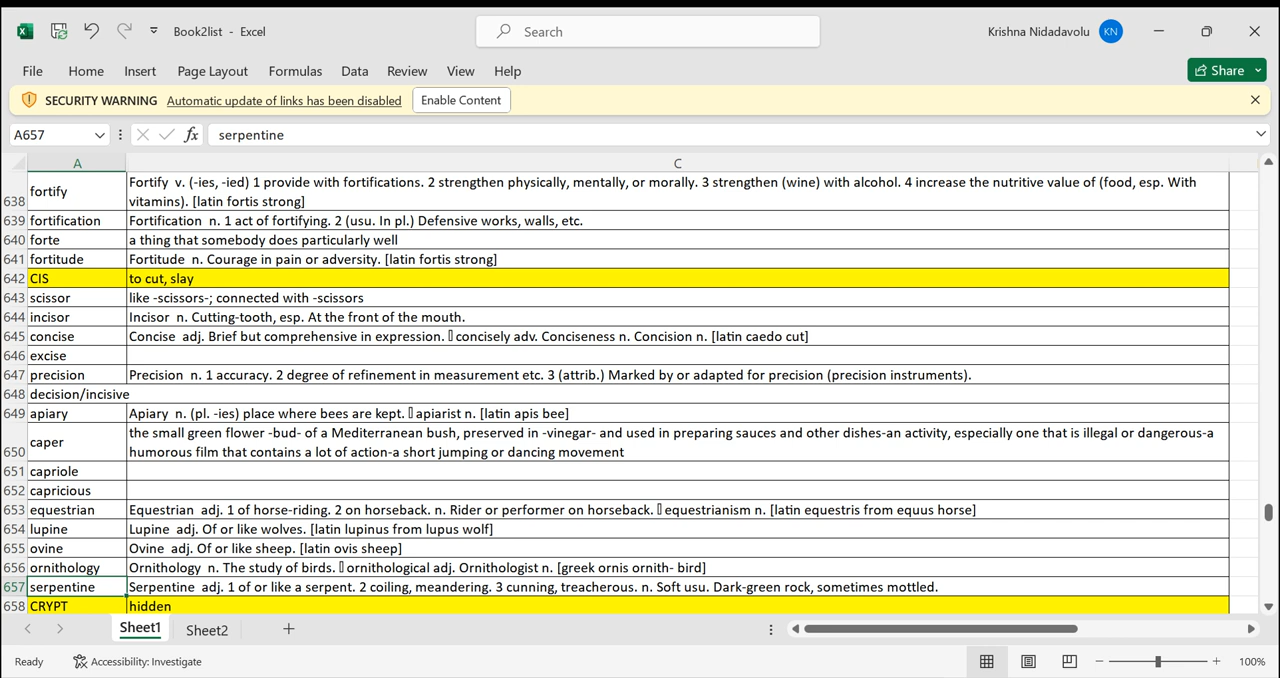 Book2list - Excel
Search
Krishna Nidadavolu KN
File Home Insert Page Layout Formulas Data Review View Help
Share
SECURITY WARNING Automatic update of links has been disabled Enable Content
A657 fx serpentine
A C
638 fortify Fortify v. (-ies, -ied) 1 provide with fortifications. 2 strengthen physically, mentally, or morally. 3 strengthen (wine) with alcohol. 4 increase the nutritive value of (food, esp. With
vitamins). [latin fortis strong]
639 fortification Fortification n. 1 act of fortifying. 2 (usu. In pl.) Defensive works, walls, etc.
640 forte a thing that somebody does particularly well
641 fortitude Fortitude n. Courage in pain or adversity. [latin fortis strong]
642 CIS to cut, slay
643 scissor like -scissors-; connected with -scissors
644 incisor Incisor n. Cutting-tooth, esp. At the front of the mouth.
645 concise Concise adj. Brief but comprehensive in expression. ▯ concisely adv. Conciseness n. Concision n. [latin caedo cut]
646 excise
647 precision Precision n. 1 accuracy. 2 degree of refinement in measurement etc. 3 (attrib.) Marked by or adapted for precision (precision instruments).
648 decision/incisive
649 apiary Apiary n. (pl. -ies) place where bees are kept. ▯ apiarist n. [latin apis bee]
650 caper the small green flower -bud- of a Mediterranean bush, preserved in -vinegar- and used in preparing sauces and other dishes-an activity, especially one that is illegal or dangerous-a
humorous film that contains a lot of action-a short jumping or dancing movement
651 capriole
652 capricious
653 equestrian Equestrian adj. 1 of horse-riding. 2 on horseback. n. Rider or performer on horseback. ▯ equestrianism n. [latin equestris from equus horse]
654 lupine Lupine adj. Of or like wolves. [latin lupinus from lupus wolf]
655 ovine Ovine adj. Of or like sheep. [latin ovis sheep]
656 ornithology Ornithology n. The study of birds. ▯ ornithological adj. Ornithologist n. [greek ornis ornith- bird]
657 serpentine Serpentine adj. 1 of or like a serpent. 2 coiling, meandering. 3 cunning, treacherous. n. Soft usu. Dark-green rock, sometimes mottled.
658 CRYPT hidden
Sheet1 Sheet2
Ready Accessibility: Investigate 100%